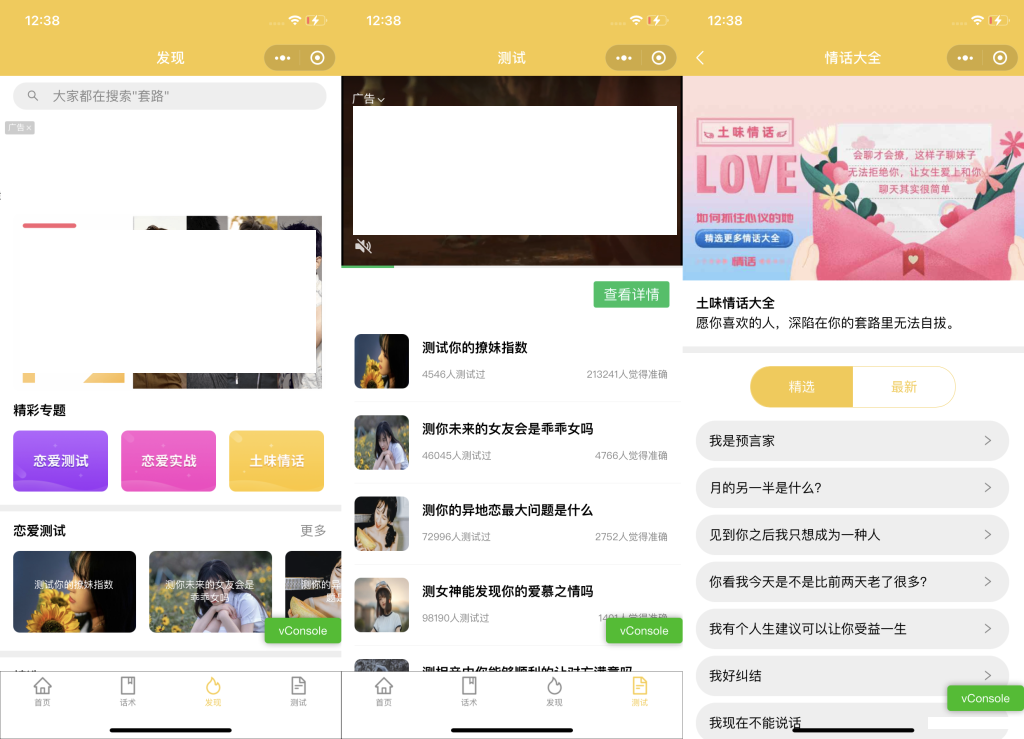 12:38
发现
大家都在搜索"套路"
广告×
精彩专题
恋爱测试
恋爱实战
土味情话
恋爱测试
更多
测试你的撩妹指数
测你未来的女友会是
乖乖女吗
vConsole
首页
话术
发现
测试
12:38
测试
广告
查看详情
测试你的撩妹指数
4546人测试过
213241人觉得准确
测你未来的女友会是乖乖女吗
46045人测试过
4766人觉得准确
测你的异地恋最大问题是什么
72996人测试过
2752人觉得准确
测女神能发现你的爱慕之情吗
98190人测试过
vConsole
首页
话术
发现
测试
12:38
情话大全
土味情话
LOVE
如何抓住心议的她
精选更多情话大全
情话
会聊才会撩，这样子聊妹子
无法拒绝你，让女生爱上和你
聊天其实很简单
土味情话大全
愿你喜欢的人，深陷在你的套路里无法自拔。
精选
最新
我是预言家
月的另一半是什么?
见到你之后我只想成为一种人
你看我今天是不是比前两天老了很多?
我有个人生建议可以让你受益一生
我好纠结
vConsole
我现在不能说话